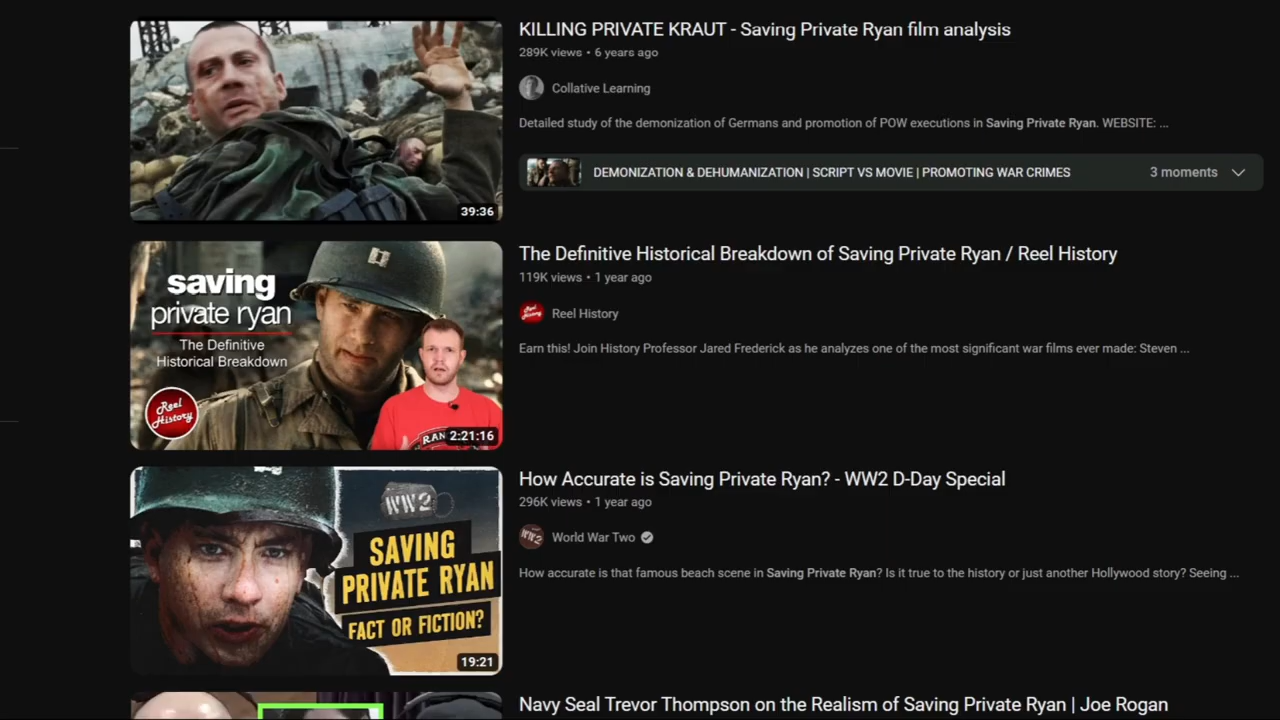 KILLING PRIVATE KRAUT - Saving Private Ryan film analysis
289K views • 6 years ago
Collative Learning
Detailed study of the demonization of Germans and promotion of POW executions in Saving Private Ryan. WEBSITE: ...
DEMONIZATION & DEHUMANIZATION | SCRIPT VS MOVIE | PROMOTING WAR CRIMES
3 moments
39:36
saving
private ryan
The Definitive
Historical Breakdown
Reel
History
RAN
2:21:16
The Definitive Historical Breakdown of Saving Private Ryan / Reel History
119K views • 1 year ago
Reel History
Earn this! Join History Professor Jared Frederick as he analyzes one of the most significant war films ever made: Steven ...
WW2
SAVING
PRIVATE RYAN
FACT OR FICTION?
19:21
How Accurate is Saving Private Ryan? - WW2 D-Day Special
296K views • 1 year ago
World War Two
How accurate is that famous beach scene in Saving Private Ryan? Is it true to the history or just another Hollywood story? Seeing ...
Navy Seal Trevor Thompson on the Realism of Saving Private Ryan | Joe Rogan